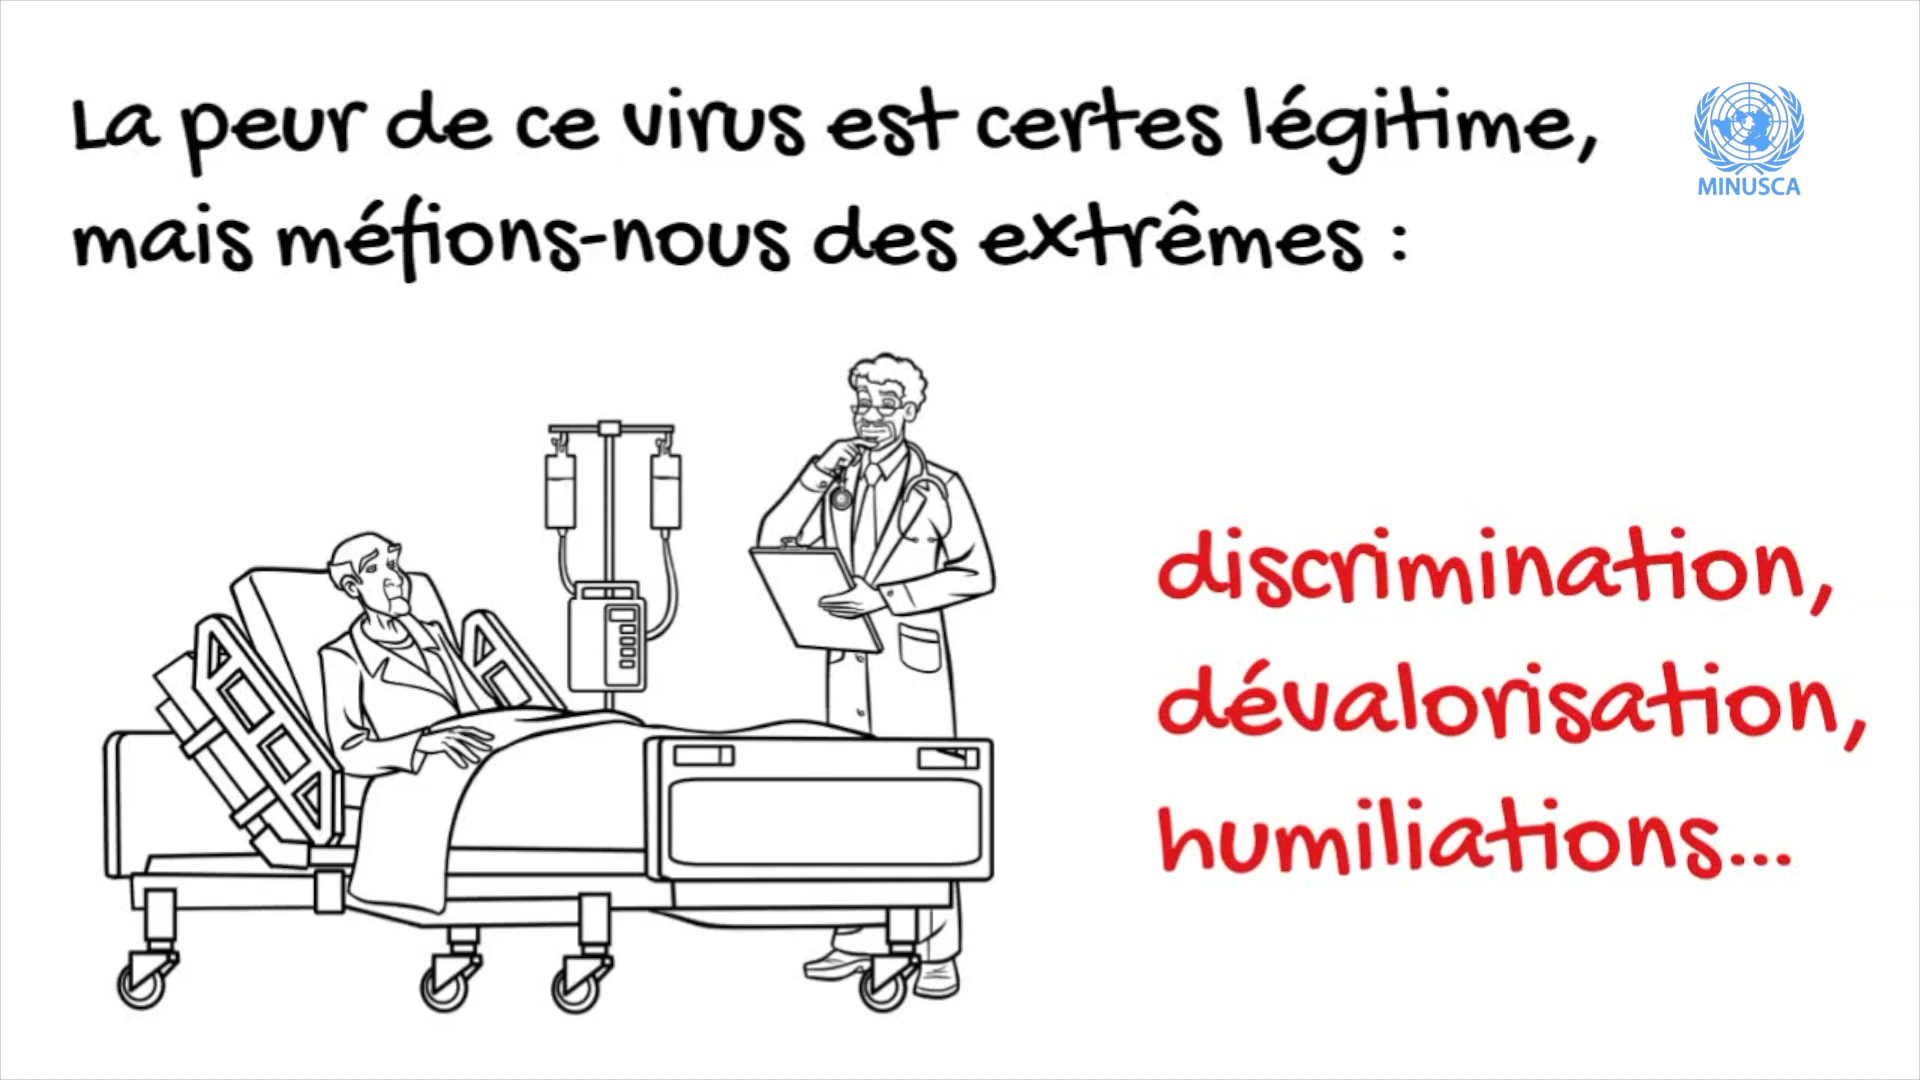 La peur de ce virus est certes légitime,
mais méfions-nous des extrêmes :
MINUSCA
discrimination,
dévalorisation,
humiliations...